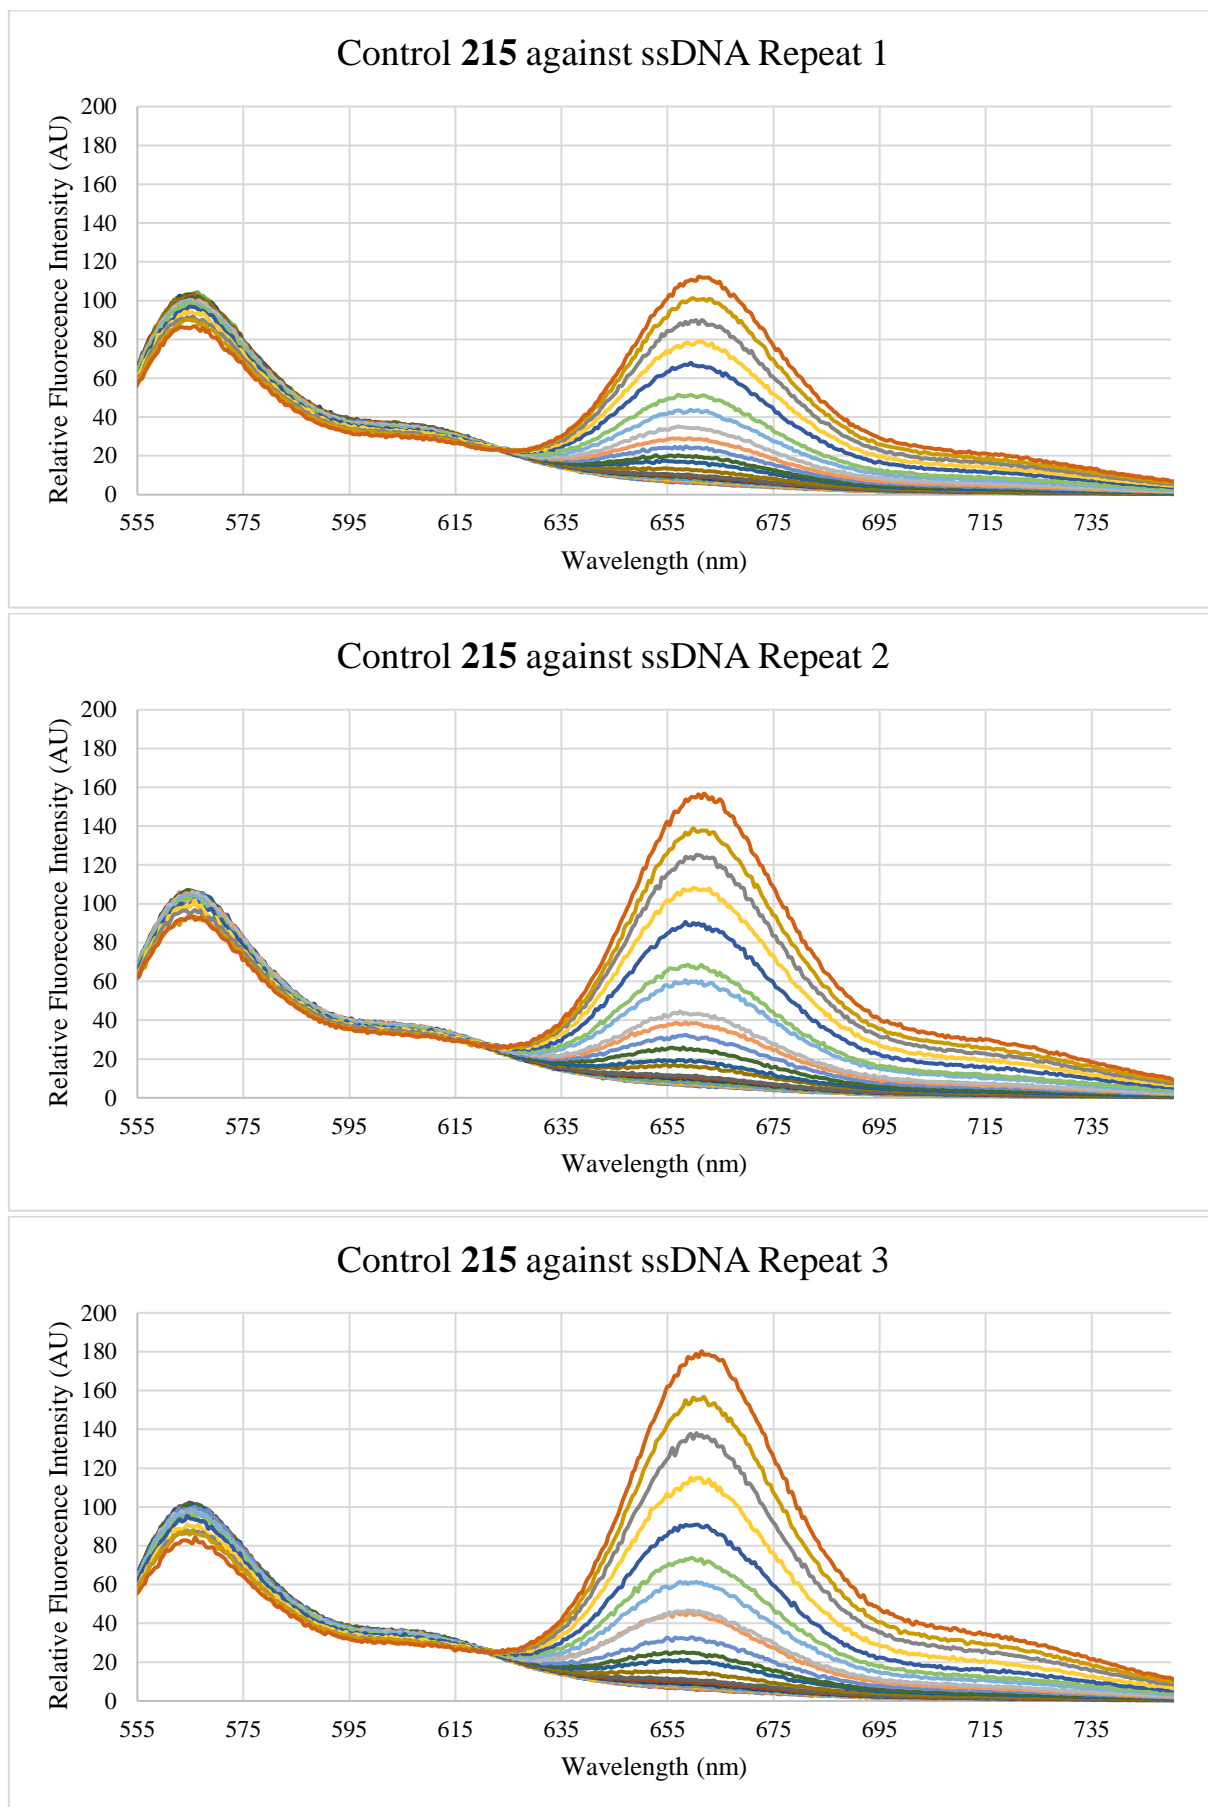 Control 215 against ssDNA Repeat 1
Relative Fluorecence Intensity (AU)
200
180
160
140
120
100
80
60
40
20
0
555 575 595 615 635 655 675 695 715 735
Wavelength (nm)
Control 215 against ssDNA Repeat 2
Relative Fluorecence Intensity (AU)
200
180
160
140
120
100
80
60
40
20
0
555 575 595 615 635 655 675 695 715 735
Wavelength (nm)
Control 215 against ssDNA Repeat 3
Relative Fluorecence Intensity (AU)
200
180
160
140
120
100
80
60
40
20
0
555 575 595 615 635 655 675 695 715 735
Wavelength (nm)